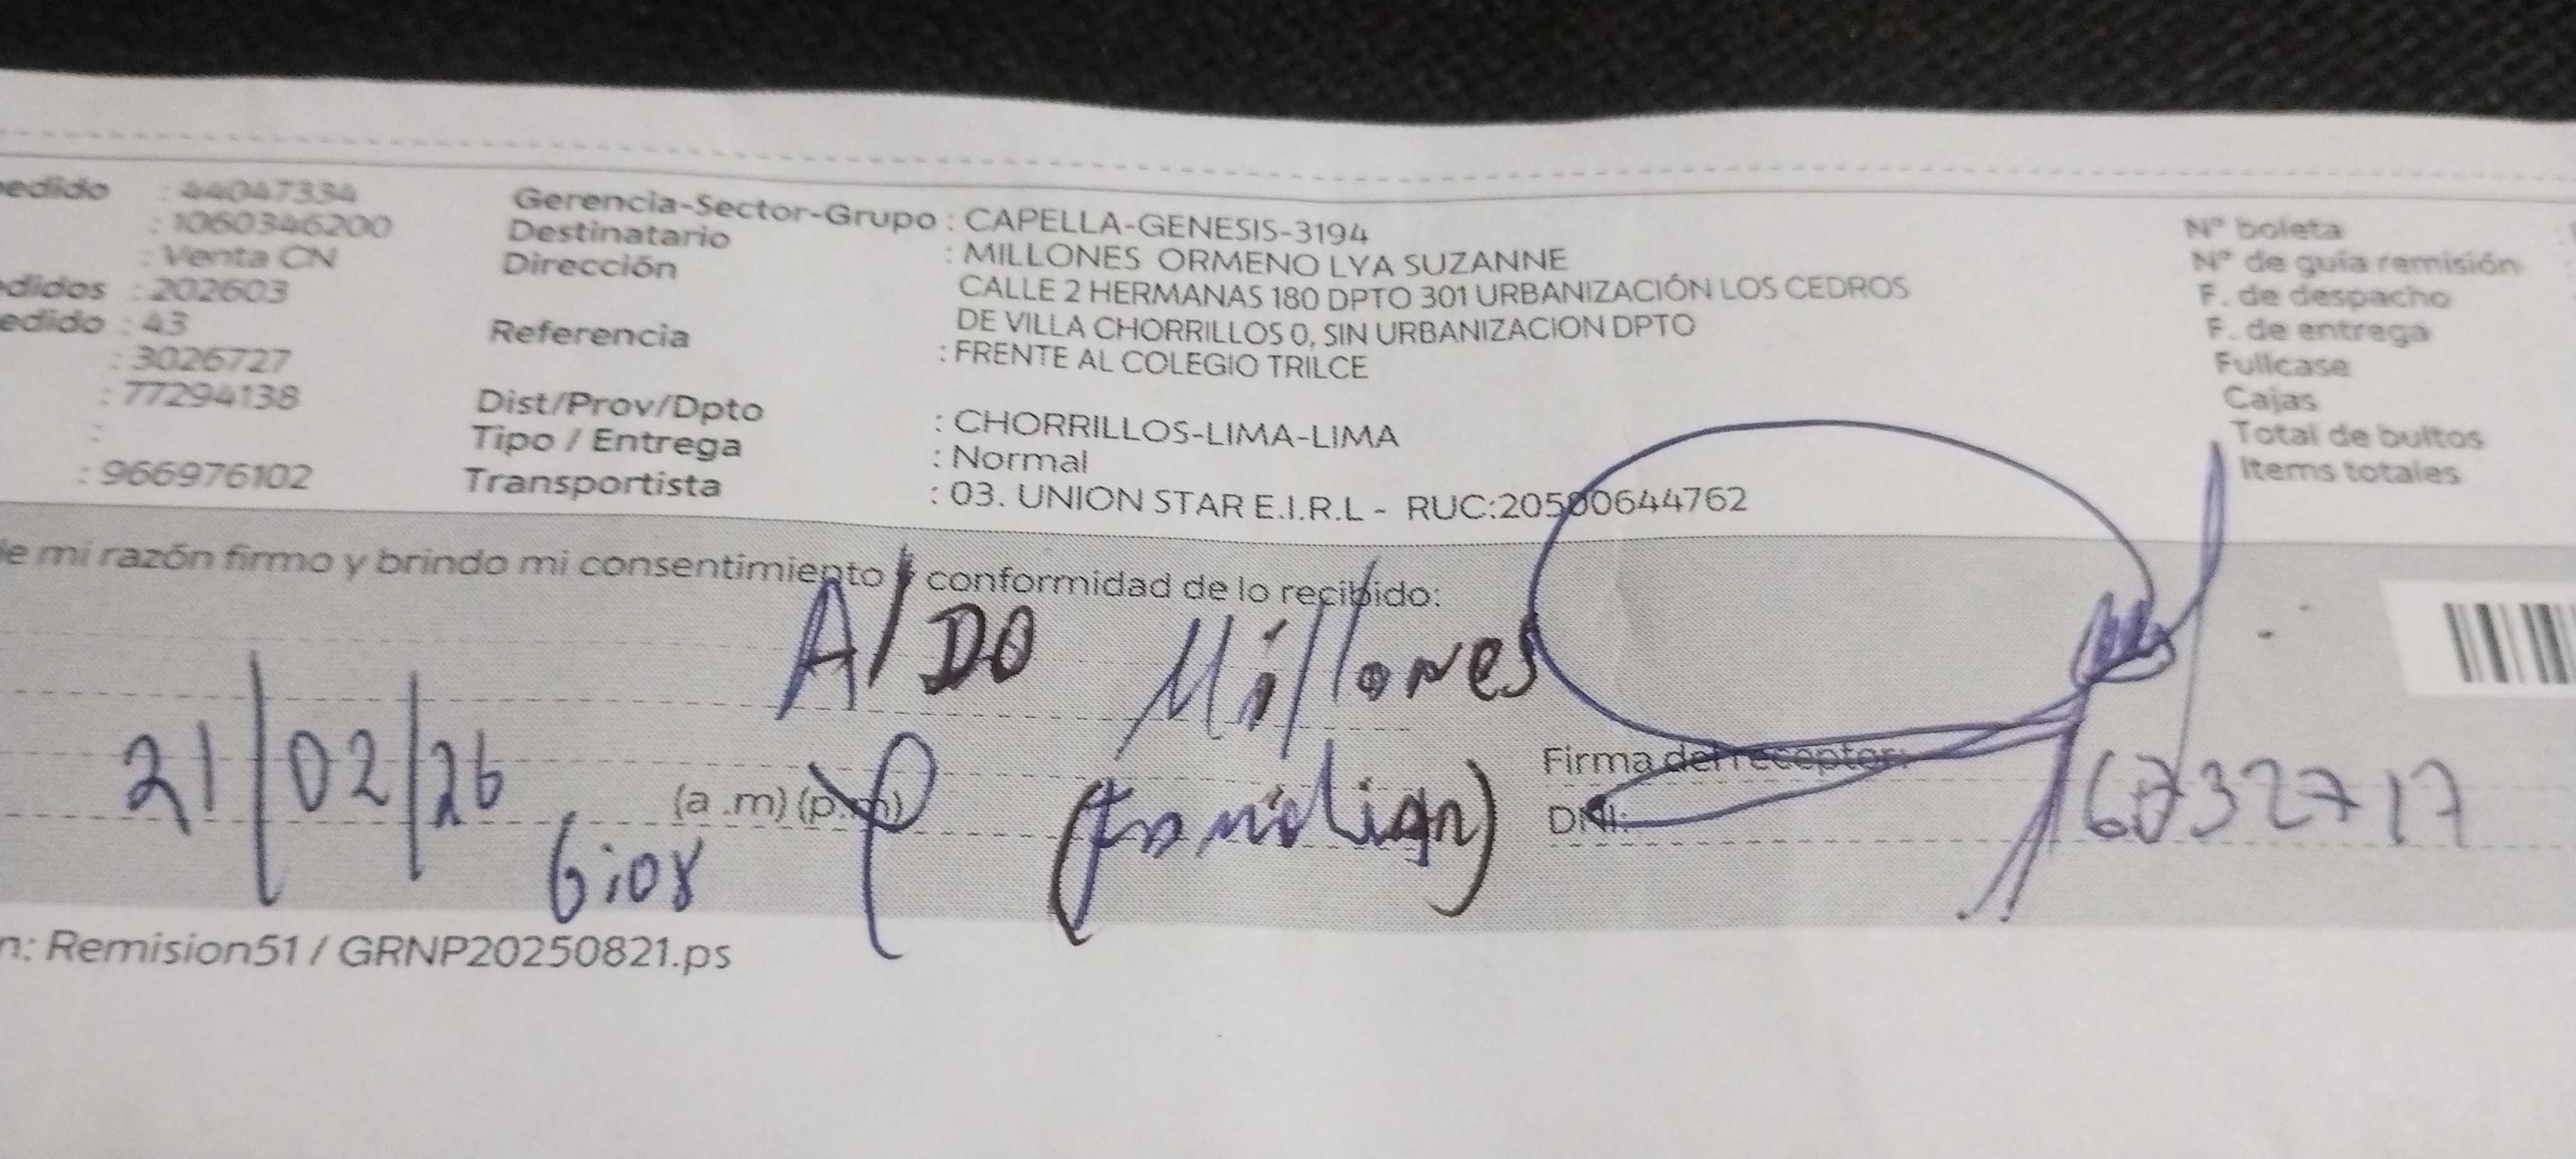 edido : 44047334
: 1060346200
: Venta CN
didos : 202603
edido : 43
: 3026727
: 77294138
:
: 966976102
Gerencia-Sector-Grupo : CAPELLA-GENESIS-3194
Destinatario : MILLONES ORMENO LYA SUZANNE
Dirección CALLE 2 HERMANAS 180 DPTO 301 URBANIZACIÓN LOS CEDROS
DE VILLA CHORRILLOS 0, SIN URBANIZACION DPTO
Referencia : FRENTE AL COLEGIO TRILCE
Dist/Prov/Dpto : CHORRILLOS-LIMA-LIMA
Tipo / Entrega : Normal
Transportista : 03. UNION STAR E.I.R.L - RUC:20500644762
Nº boleta
Nº de guía remisión
F. de despacho
F. de entrega
Fullcase
Cajas
Total de bultos
Items totales
de mi razón firmo y brindo mi consentimiento y conformidad de lo recibido:
AlDO Millones
21/02/26
(a .m) (p.m)
(familiar)
Firma del receptor:
DNI:
6:08
n: Remision51 / GRNP20250821.ps